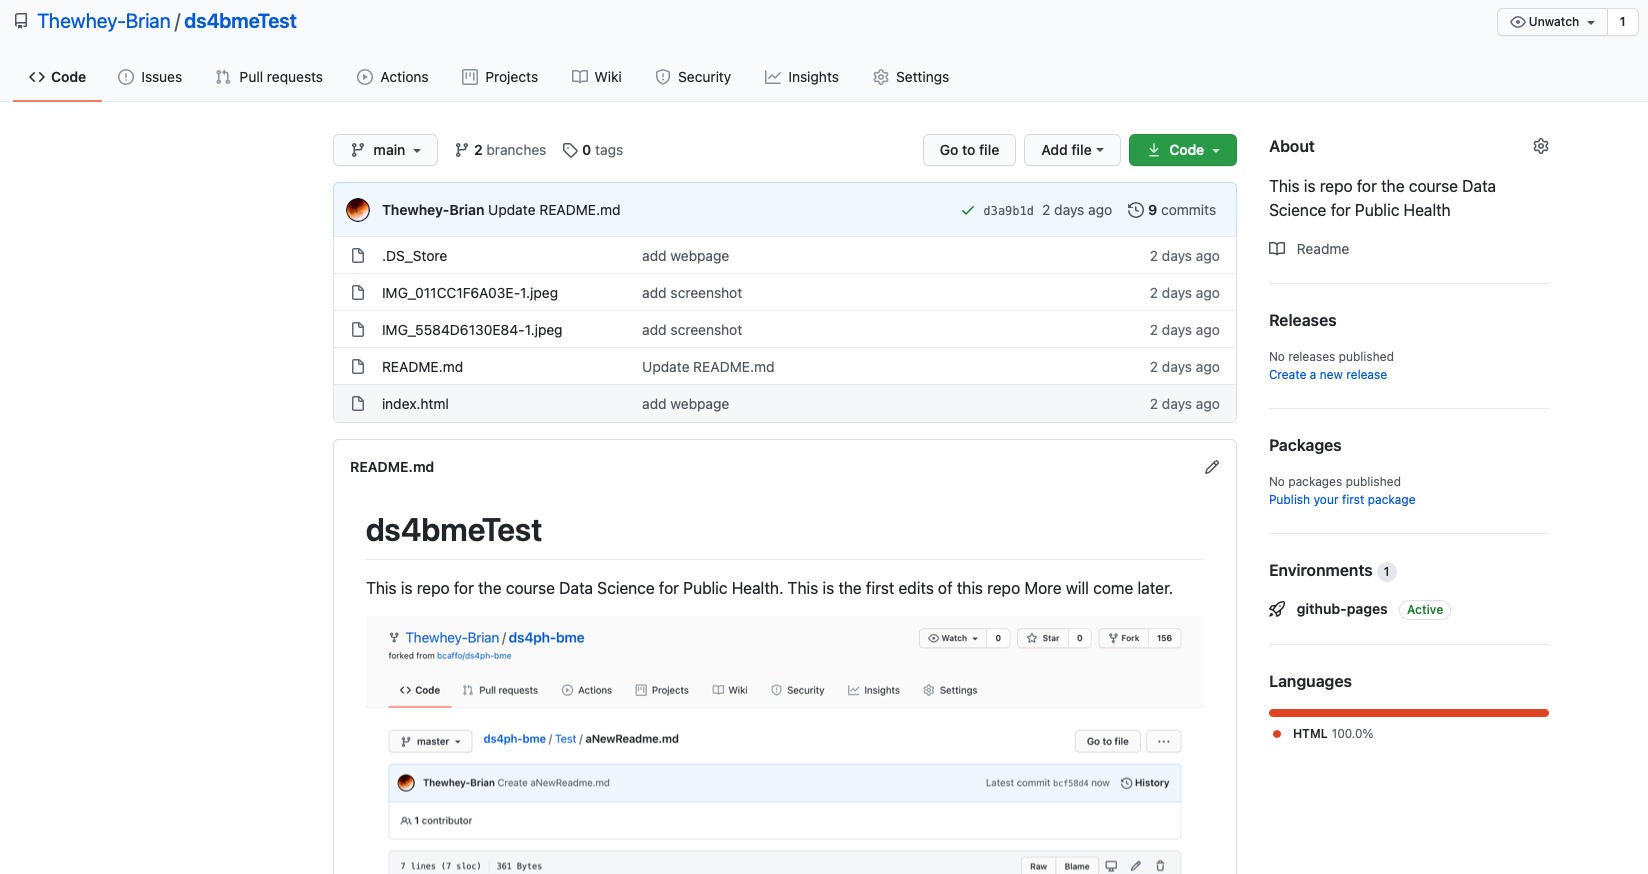 Thewhey-Brian / ds4bmeTest
Unwatch 1
Code Issues Pull requests Actions Projects Wiki Security Insights Settings
main 2 branches 0 tags Go to file Add file Code
Thewhey-Brian Update README.md d3a9b1d 2 days ago 9 commits
.DS_Store add webpage 2 days ago
IMG_011CC1F6A03E-1.jpeg add screenshot 2 days ago
IMG_5584D6130E84-1.jpeg add screenshot 2 days ago
README.md Update README.md 2 days ago
index.html add webpage 2 days ago
README.md
ds4bmeTest
This is repo for the course Data Science for Public Health. This is the first edits of this repo More will come later.
Thewhey-Brian / ds4ph-bme Watch 0 Star 0 Fork 156
forked from bcaffo/ds4ph-bme
Code Pull requests Actions Projects Wiki Security Insights Settings
master ds4ph-bme / Test / aNewReadme.md Go to file ...
Thewhey-Brian Create aNewReadme.md Latest commit bcf58d4 now History
1 contributor
7 lines (7 sloc) 361 Bytes Raw Blame
About
This is repo for the course Data
Science for Public Health
Readme
Releases
No releases published
Create a new release
Packages
No packages published
Publish your first package
Environments 1
github-pages Active
Languages
HTML 100.0%